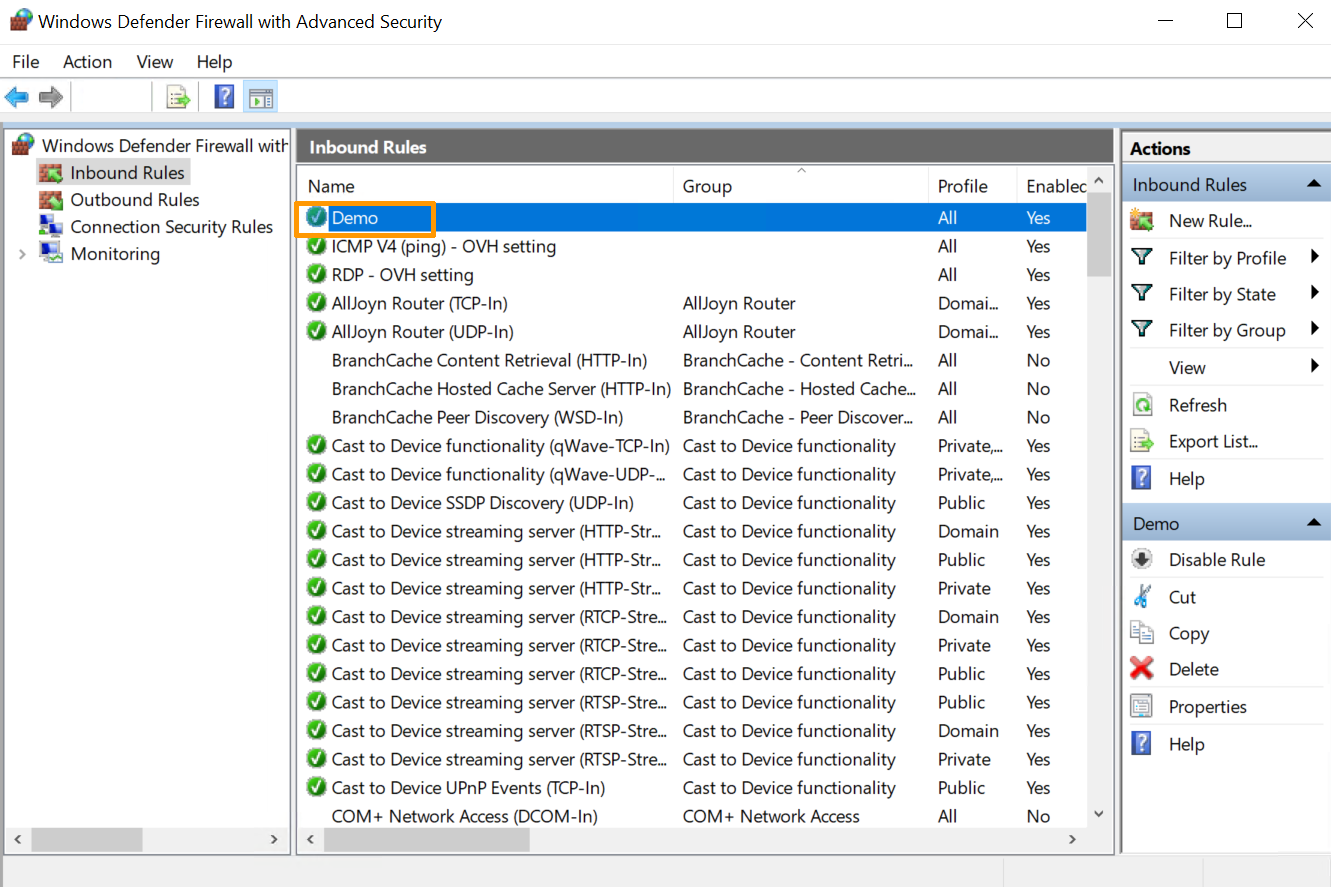 Windows Defender Firewall with Advanced Security
File Action View Help
Windows Defender Firewall with
Inbound Rules
Outbound Rules
Connection Security Rules
Monitoring
Inbound Rules
Name Group Profile Enabled
Demo All Yes
ICMP V4 (ping) - OVH setting All Yes
RDP - OVH setting All Yes
AllJoyn Router (TCP-In) AllJoyn Router Domai... Yes
AllJoyn Router (UDP-In) AllJoyn Router Domai... Yes
BranchCache Content Retrieval (HTTP-In) BranchCache - Content Retri... All No
BranchCache Hosted Cache Server (HTTP-In) BranchCache - Hosted Cache... All No
BranchCache Peer Discovery (WSD-In) BranchCache - Peer Discover... All No
Cast to Device functionality (qWave-TCP-In) Cast to Device functionality Private,... Yes
Cast to Device functionality (qWave-UDP-... Cast to Device functionality Private,... Yes
Cast to Device SSDP Discovery (UDP-In) Cast to Device functionality Public Yes
Cast to Device streaming server (HTTP-Str... Cast to Device functionality Domain Yes
Cast to Device streaming server (HTTP-Str... Cast to Device functionality Public Yes
Cast to Device streaming server (HTTP-Str... Cast to Device functionality Private Yes
Cast to Device streaming server (RTCP-Stre... Cast to Device functionality Domain Yes
Cast to Device streaming server (RTCP-Stre... Cast to Device functionality Private Yes
Cast to Device streaming server (RTCP-Stre... Cast to Device functionality Public Yes
Cast to Device streaming server (RTSP-Stre... Cast to Device functionality Public Yes
Cast to Device streaming server (RTSP-Stre... Cast to Device functionality Domain Yes
Cast to Device streaming server (RTSP-Stre... Cast to Device functionality Private Yes
Cast to Device UPnP Events (TCP-In) Cast to Device functionality Public Yes
COM+ Network Access (DCOM-In) COM+ Network Access All No
Actions
Inbound Rules
New Rule...
Filter by Profile
Filter by State
Filter by Group
View
Refresh
Export List...
Help
Demo
Disable Rule
Cut
Copy
Delete
Properties
Help